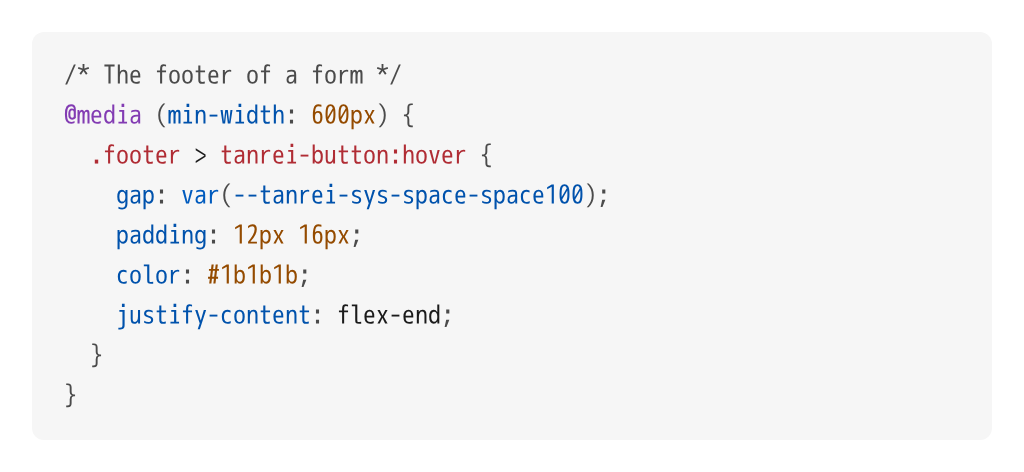 /* The footer of a form */
@media (min-width: 600px) {
  .footer > tanrei-button:hover {
    gap: var(--tanrei-sys-space-space100);
    padding: 12px 16px;
    color: #1b1b1b;
    justify-content: flex-end;
  }
}